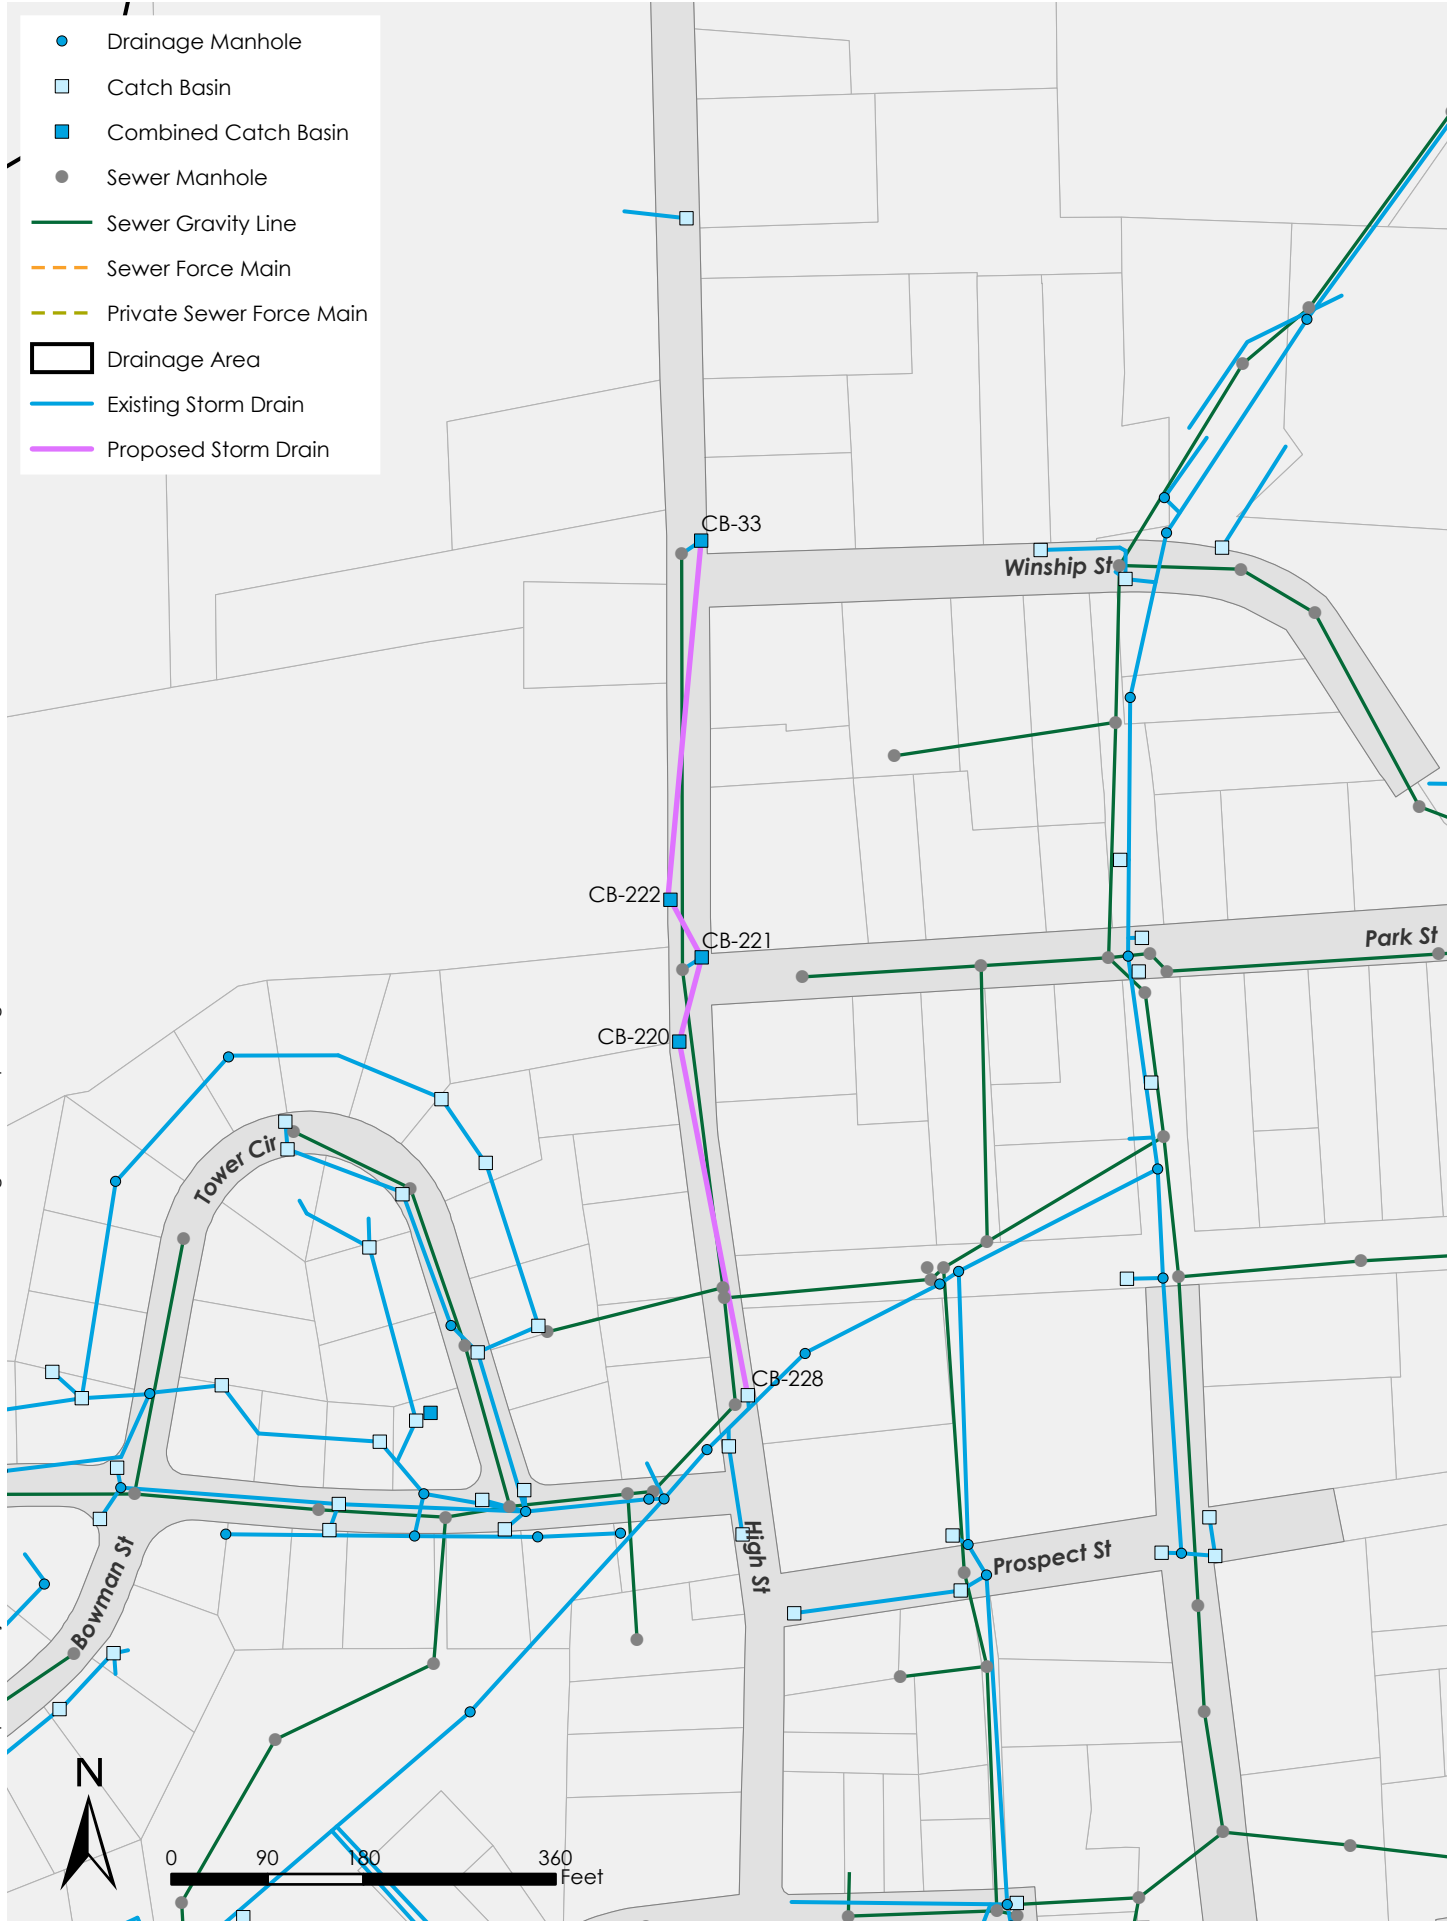 Drainage Manhole
Catch Basin
Combined Catch Basin
Sewer Manhole
Sewer Gravity Line
Sewer Force Main
Private Sewer Force Main
Drainage Area
Existing Storm Drain
Proposed Storm Drain
CB-33
Winship St
CB-222
CB-221
Park St
CB-220
Tower Cir
CB-228
High St
Prospect St
Bowman St
N
0 90 180 360
Feet